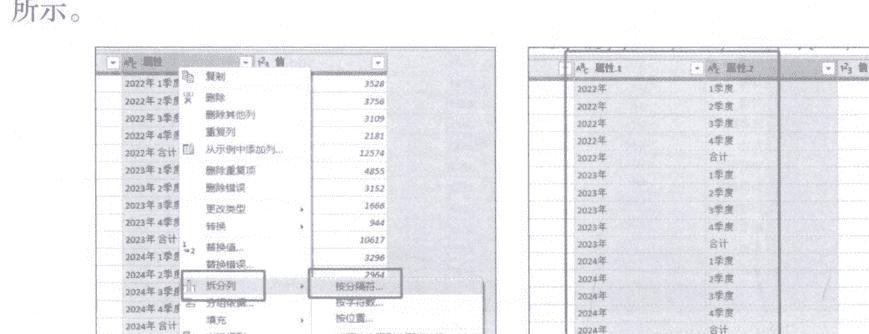 所示。
ABC 属性
123 值
2022年 1季度
3528
2022年 2季度
3756
2022年 3季度
3109
2022年 4季度
2181
2022年 合计
12574
2023年 1季度
4855
2023年 2季度
3152
2023年 3季度
1666
2023年 4季度
944
2023年 合计
10617
2024年 1季度
3296
2024年 2季
2964
2024年 3季度
2024年 4季度
2024年 合计
复制
删除
删除其他列
重复列
从示例中添加列...
删除重复项
删除错误
更改类型
转换
替换值...
替换错误...
拆分列
分组依据...
填充
按分隔符...
按字符数...
按位置...
ABC 属性.1
ABC 属性.2
123 值
2022年 1季度
2022年 2季度
2022年 3季度
2022年 4季度
2022年 合计
2023年 1季度
2023年 2季度
2023年 3季度
2023年 4季度
2023年 合计
2024年 1季度
2024年 2季度
2024年 3季度
2024年 4季度
2024年 合计